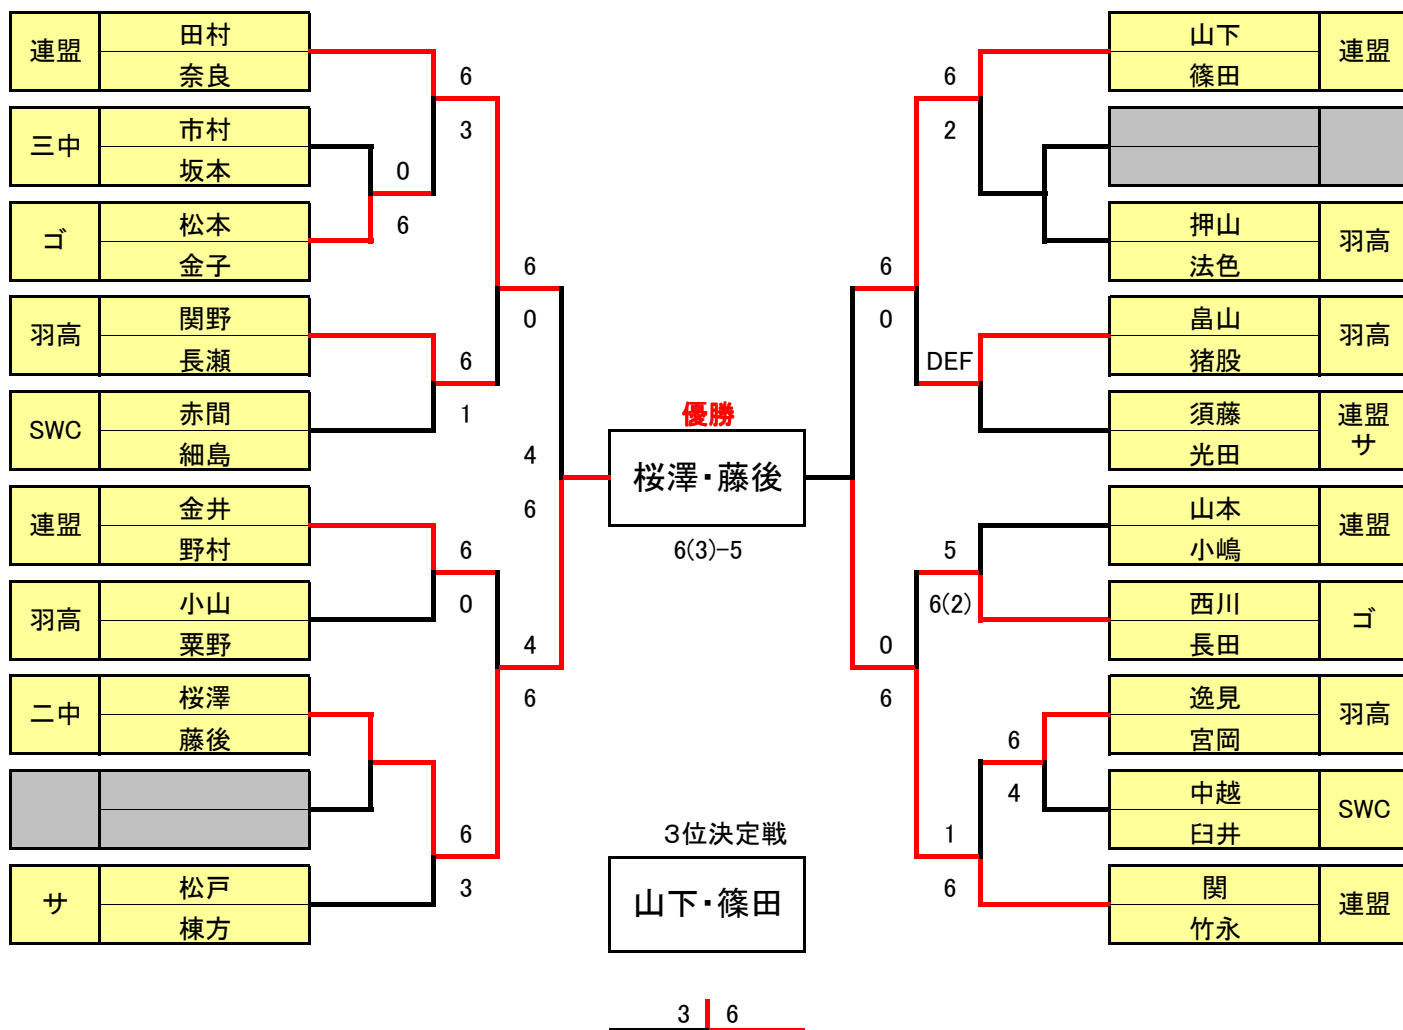 連盟
田村
奈良
6
3
三中
市村
坂本
0
6
ゴ
松本
金子
6
0
羽高
関野
長瀬
6
1
SWC
赤間
細島
4
6
連盟
金井
野村
6
0
羽高
小山
粟野
4
6
二中
桜澤
藤後
6
3
サ
松戸
棟方
優勝
桜澤・藤後
6(3)-5
3位決定戦
山下・篠田
3 6
山下
篠田
連盟
6
2
押山
法色
羽高
6
0
畠山
猪股
羽高
DEF
須藤
光田
連盟
サ
山本
小嶋
連盟
5
6(2)
西川
長田
ゴ
0
6
逸見
宮岡
羽高
6
4
中越
臼井
SWC
1
6
関
竹永
連盟